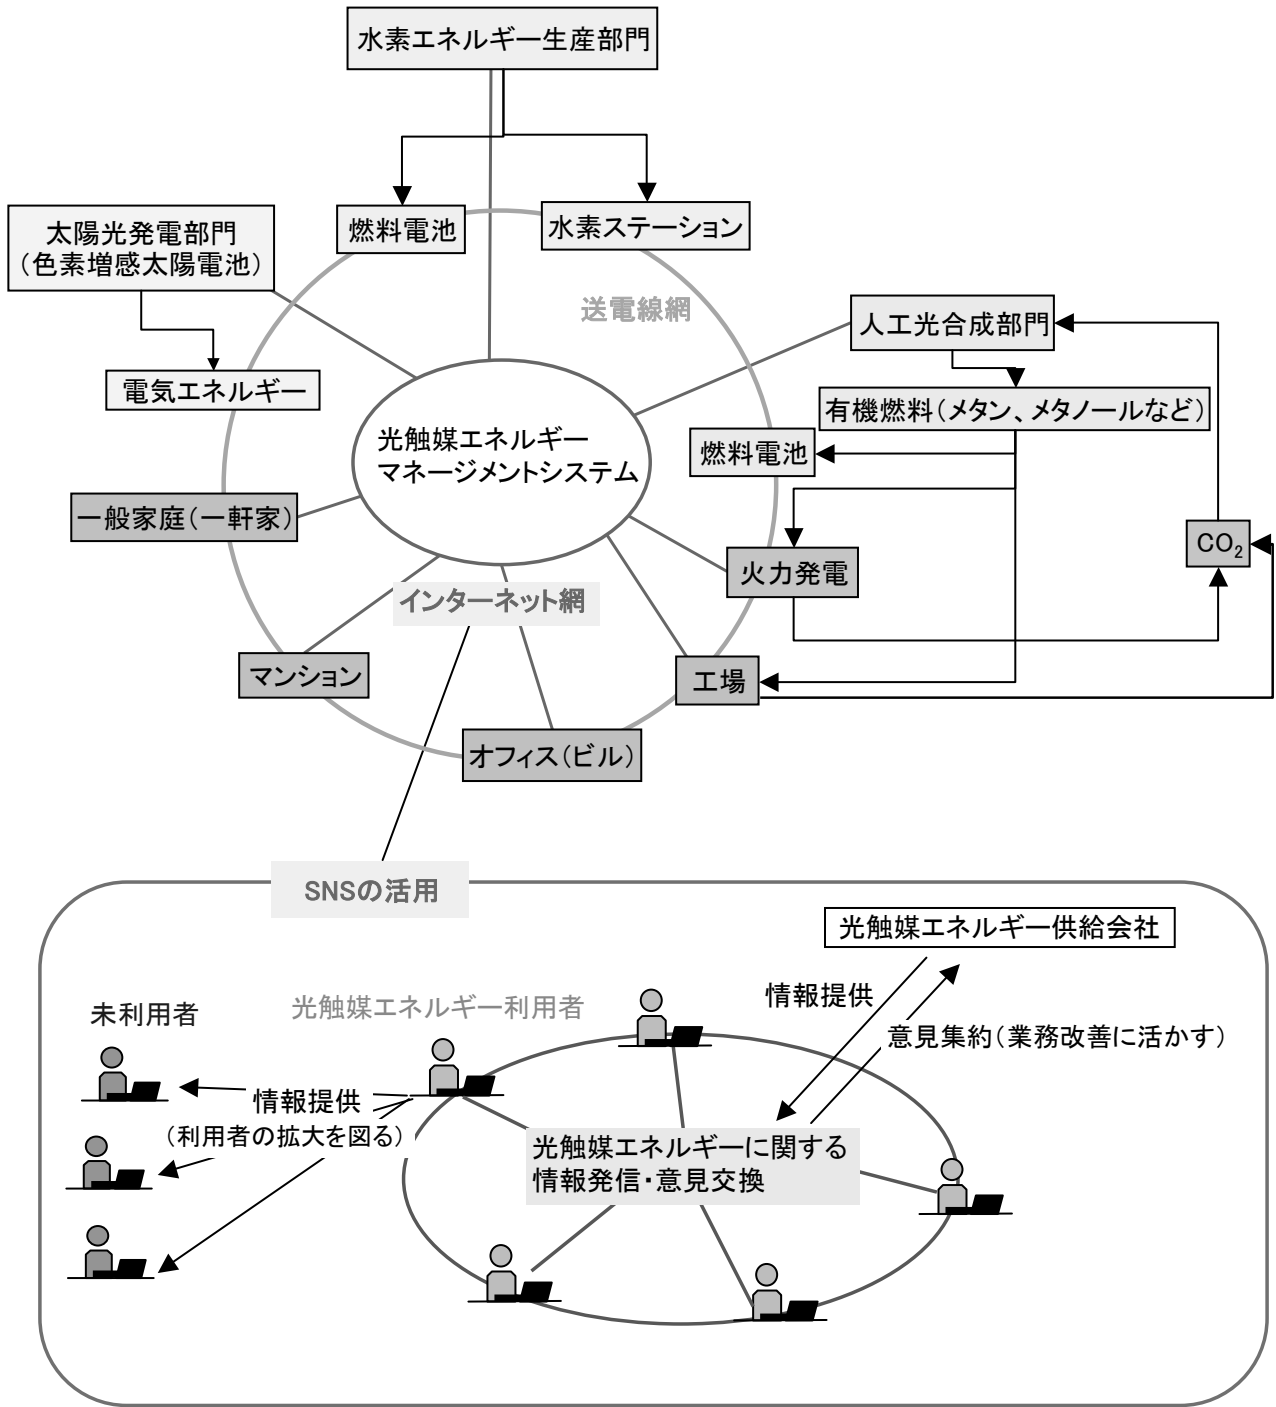 水素エネルギー生産部門
太陽光発電部門
（色素増感太陽電池）
燃料電池
水素ステーション
送電線網
人工光合成部門
電気エネルギー
有機燃料（メタン、メタノールなど）
光触媒エネルギー
マネージメントシステム
燃料電池
一般家庭（一軒家）
CO₂
火力発電
インターネット網
マンション
工場
オフィス（ビル）
SNSの活用
光触媒エネルギー供給会社
未利用者
光触媒エネルギー利用者
情報提供
意見集約（業務改善に活かす）
情報提供
（利用者の拡大を図る）
光触媒エネルギーに関する
情報発信・意見交換